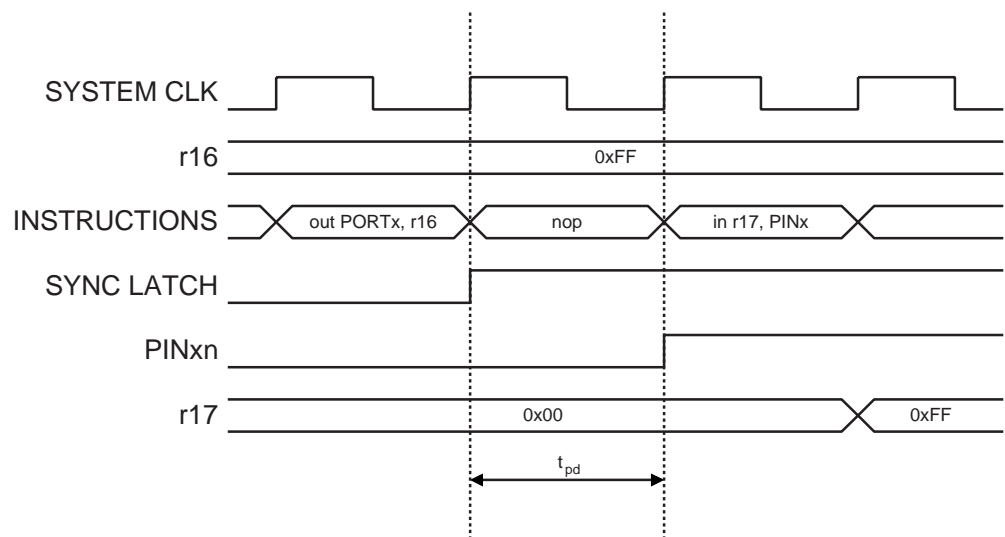 SYSTEM CLK
r16
0xFF
INSTRUCTIONS
out PORTx, r16
nop
in r17, PINx
SYNC LATCH
PINxn
r17
0x00
0xFF
tpd